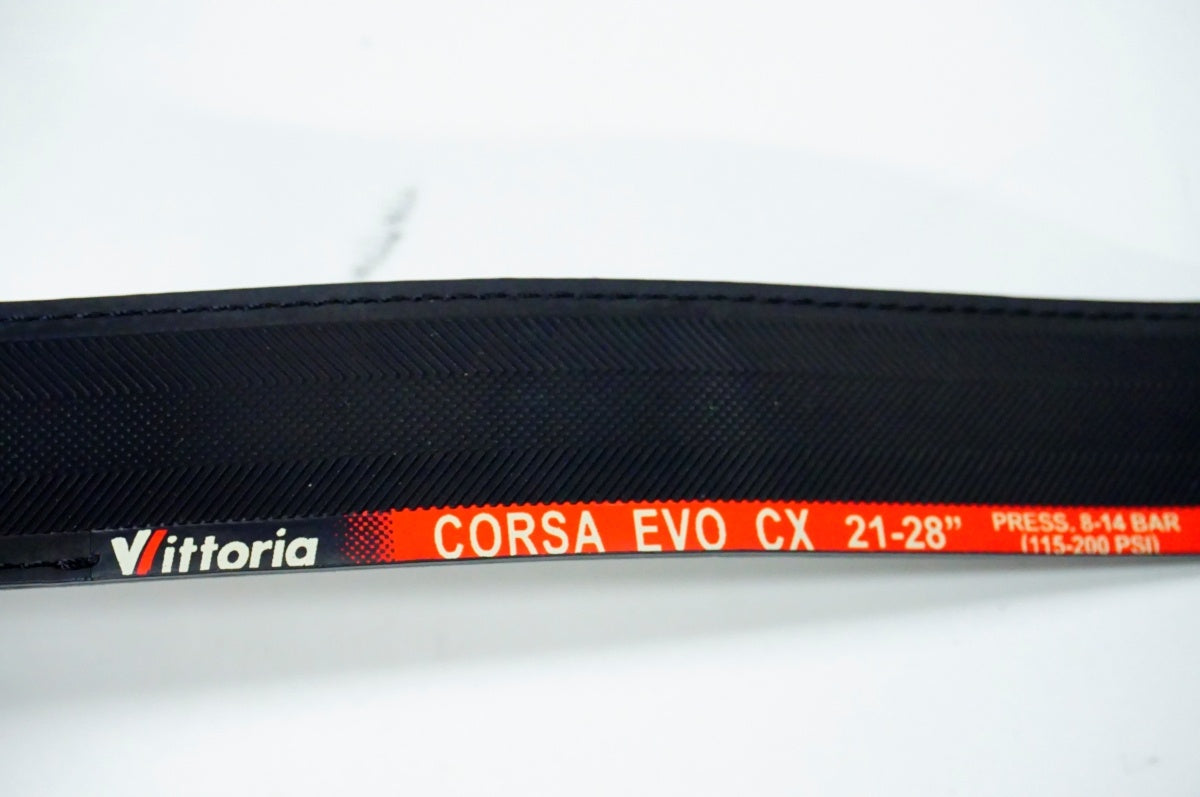 Vittoria CORSA EVO CX 21-28” PRESS. 8-14 BAR
(115-200 PSI)